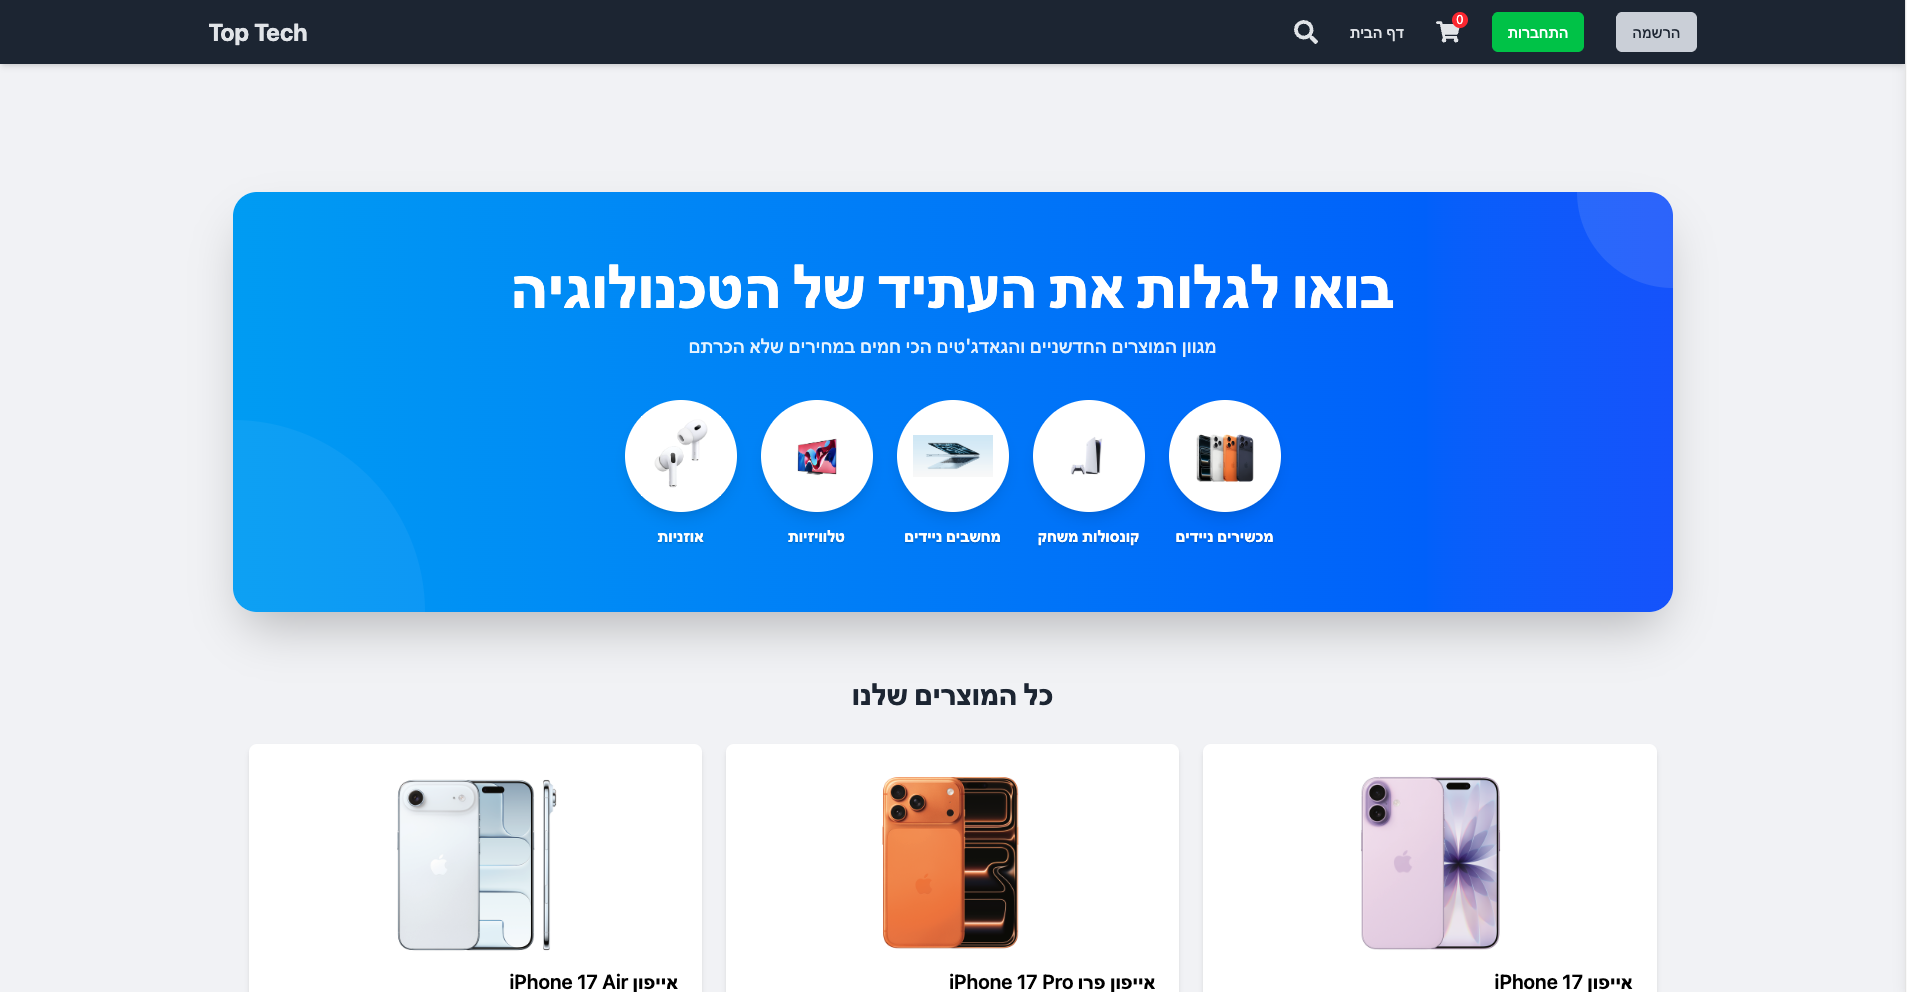 הרשמה
התחברות
0
דף הבית
Top Tech
בואו לגלות את העתיד של הטכנולוגיה
מגוון המוצרים החדשניים והגאדג'טים הכי חמים במחירים שלא הכרתם
מכשירים ניידים
קונסולות משחק
מחשבים ניידים
טלוויזיות
אוזניות
כל המוצרים שלנו
אייפון iPhone 17
אייפון פרו iPhone 17 Pro
אייפון iPhone 17 Air